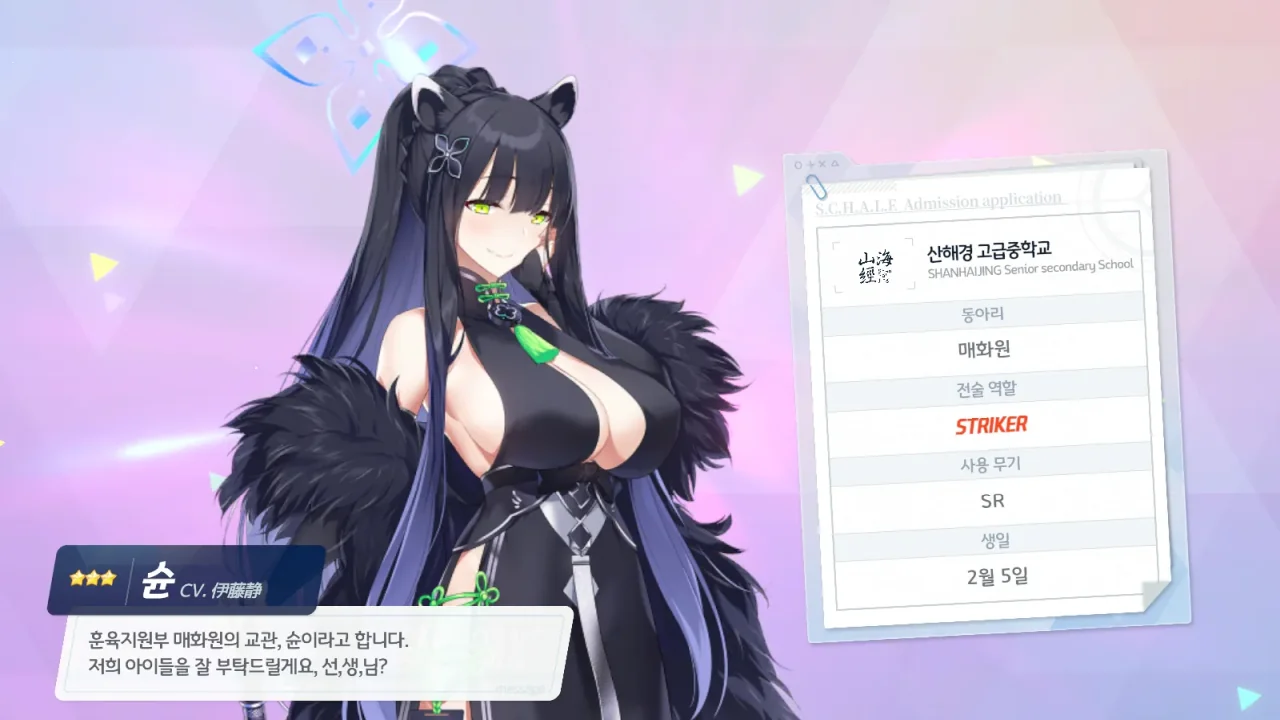 S.C.H.A.L.E Admission application
山海
經
산해경 고급중학교
SHANHAIJING Senior secondary School
동아리
매화원
전술 역할
STRIKER
사용 무기
SR
생일
2월 5일
슌 CV. 伊藤静
훈육지원부 매화원의 교관, 슌이라고 합니다.
저희 아이들을 잘 부탁드릴게요, 선,생,님?